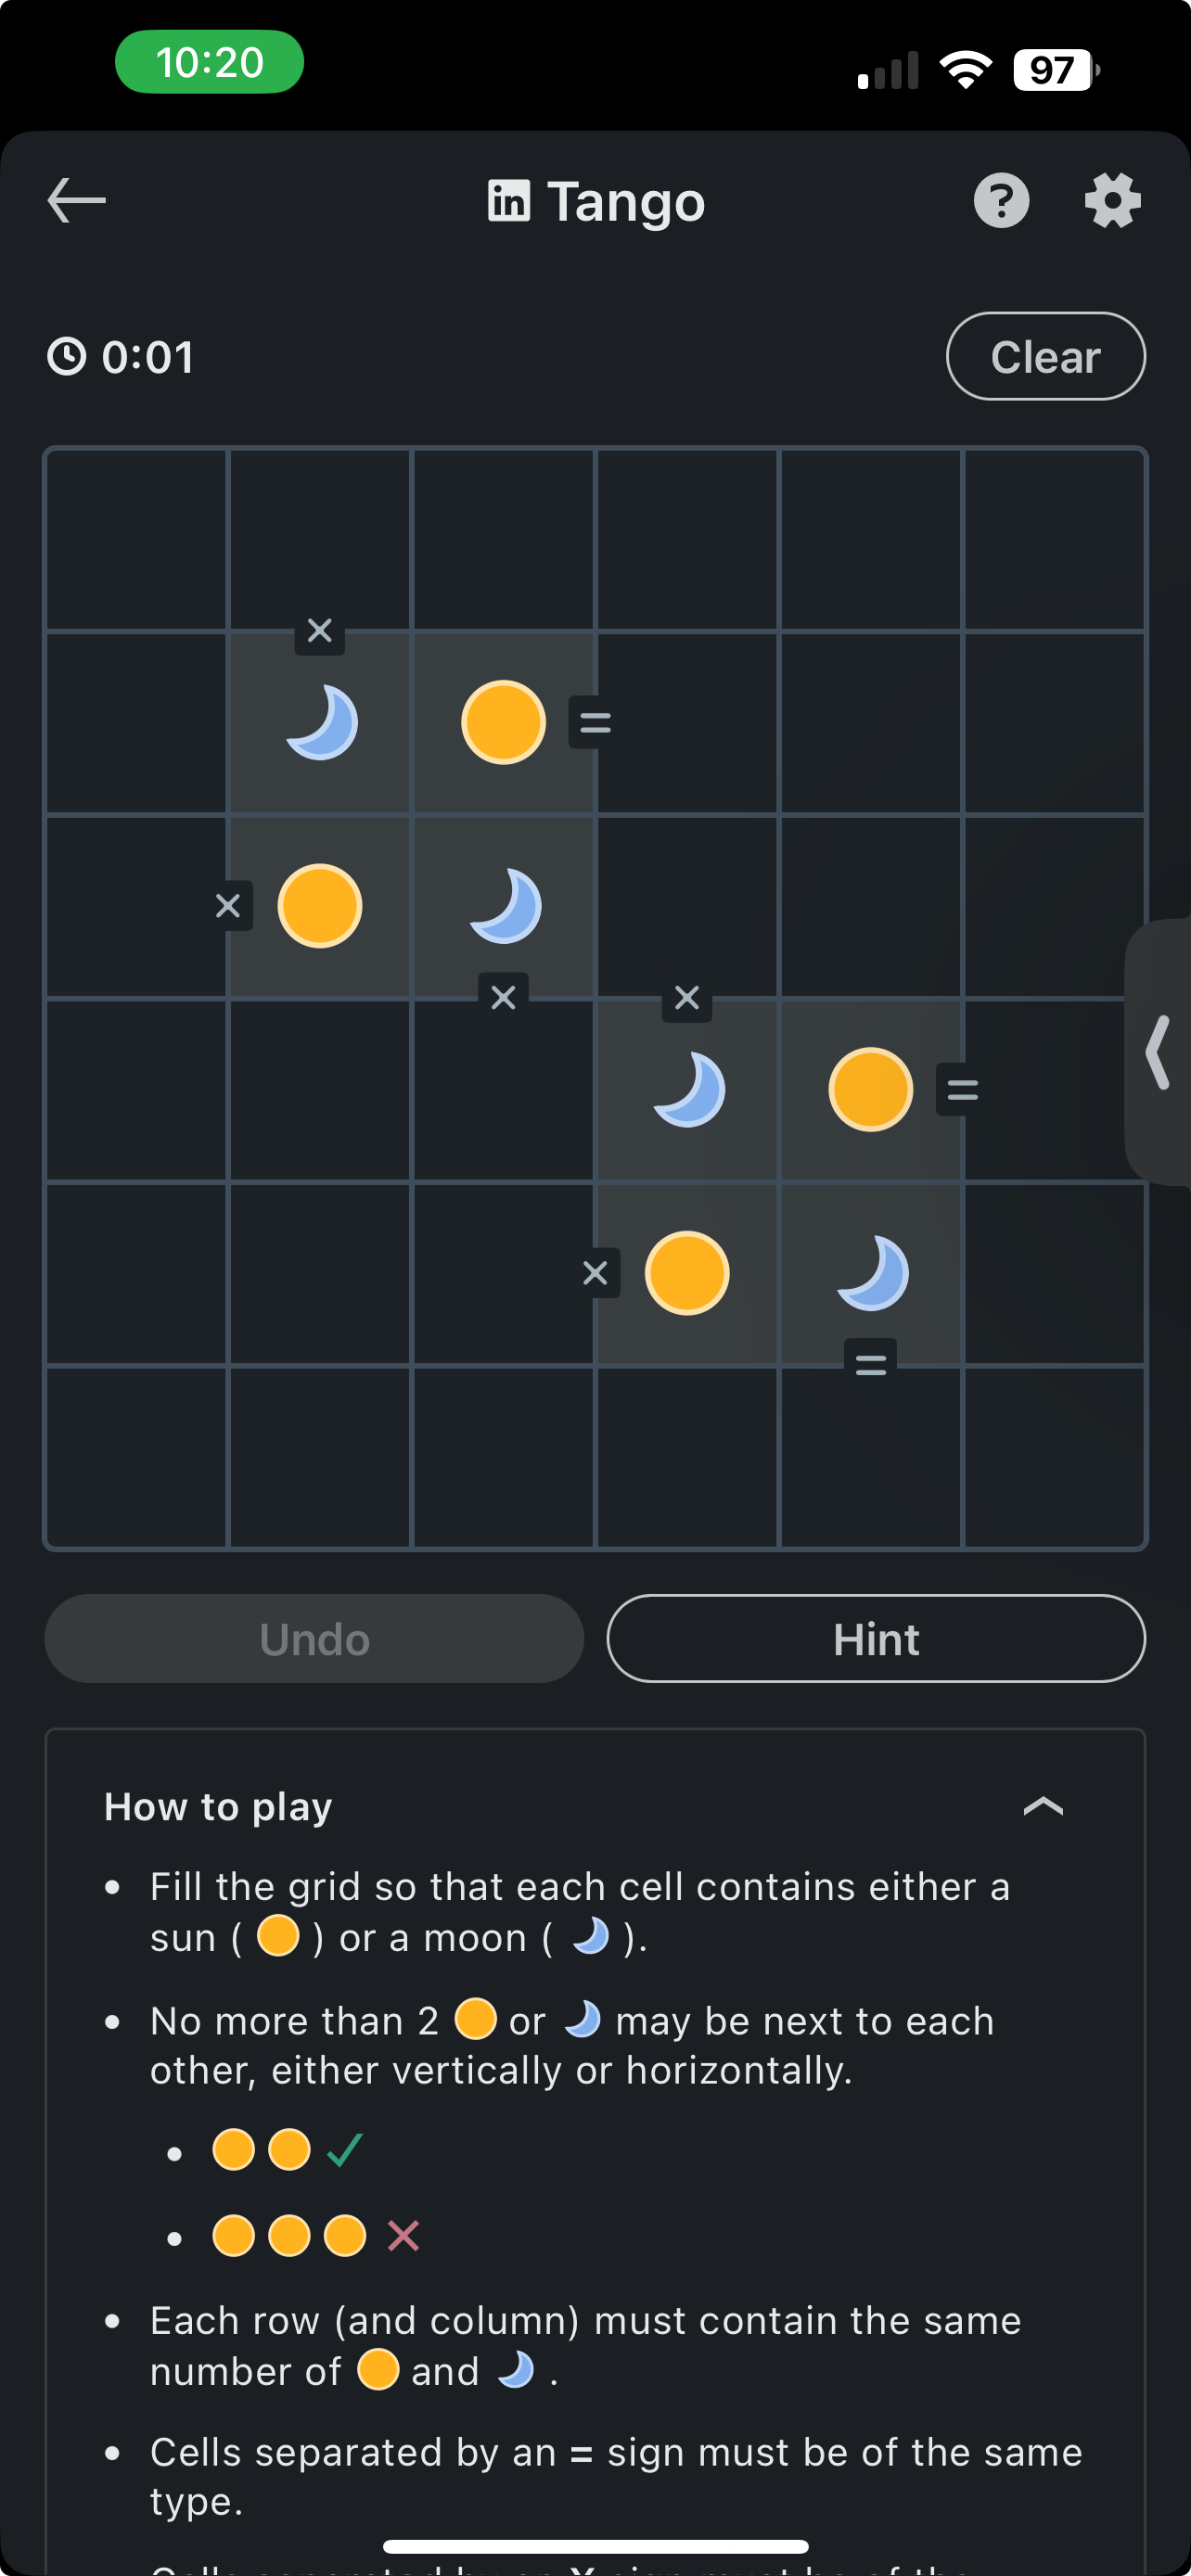 10:20
97
in Tango
?
0:01
Clear
×
=
×
×
×
=
×
=
Undo
Hint
How to play
• Fill the grid so that each cell contains either a
sun ( ) or a moon ( ).
• No more than 2 or may be next to each
other, either vertically or horizontally.
• Each row (and column) must contain the same
number of and .
• Cells separated by an = sign must be of the same
type.